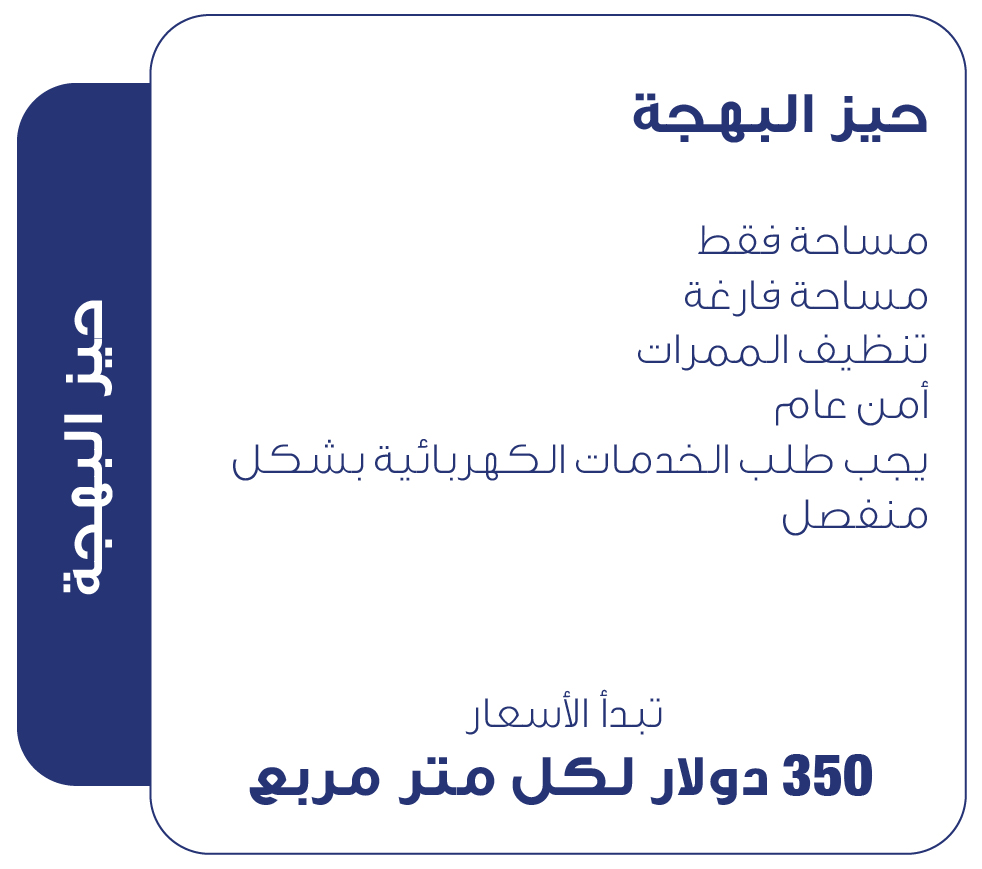 حيز البهجة
مساحة فقط
مساحة فارغة
تنظيف الممرات
أمن عام
يجب طلب الخدمات الكهربائية بشكل
منفصل
تبدأ الأسعار
350 دولار لكل متر مربع
حيز البهجة